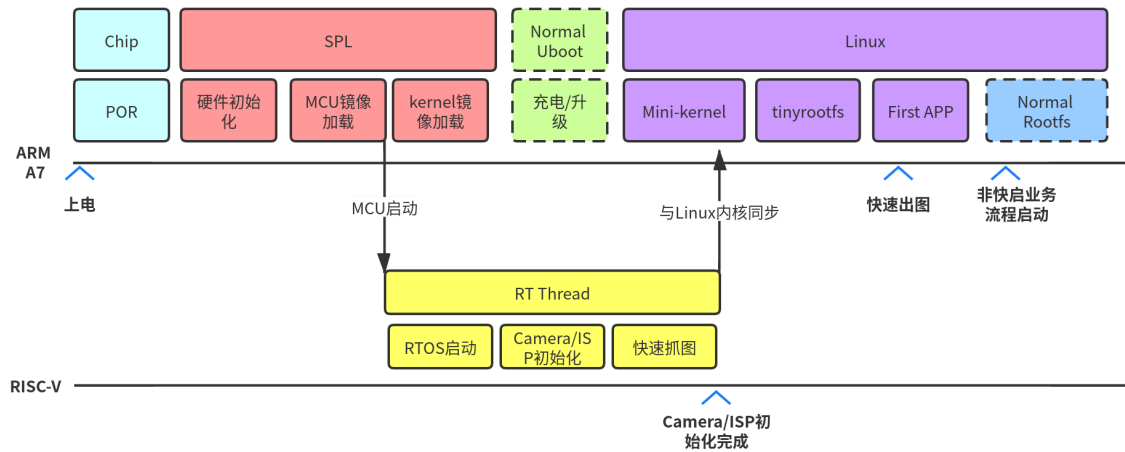 Chip
SPL
Normal
Uboot
Linux
POR
硬件初始
化
MCU镜像
加载
kernel镜
像加载
充电/升
级
Mini-kernel
tinyrootfs
First APP
Normal
Rootfs
ARM
A7
上电
MCU启动
与Linux内核同步
快速出图
非快启业务
流程启动
RT Thread
RTOS启动
Camera/IS
P初始化
快速抓图
RISC-V
Camera/ISP初
始化完成